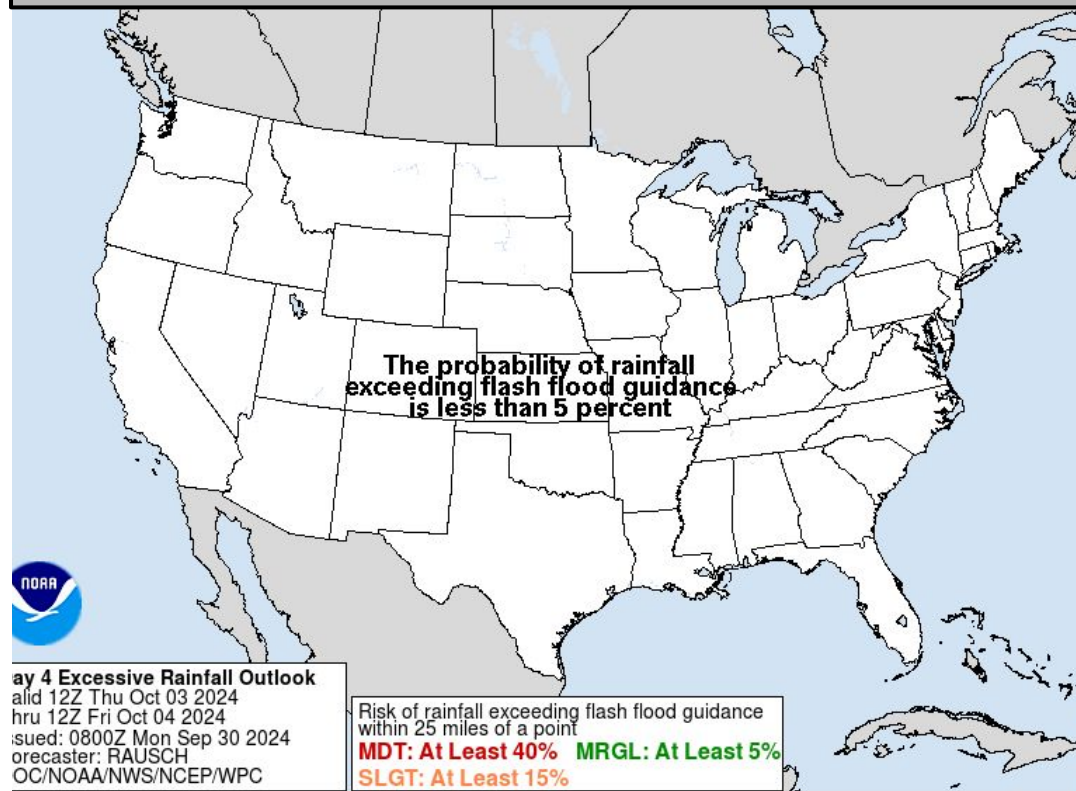 The probability of rainfall
exceeding flash flood guidance
is less than 5 percent
NOAA
ay 4 Excessive Rainfall Outlook
alid 12Z Thu Oct 03 2024
hru 12Z Fri Oct 04 2024
ssued: 0800Z Mon Sep 30 2024
orecaster: RAUSCH
OC/NOAA/NWS/NCEP/WPC
Risk of rainfall exceeding flash flood guidance
within 25 miles of a point
MDT: At Least 40% MRGL: At Least 5%
SLGT: At Least 15%